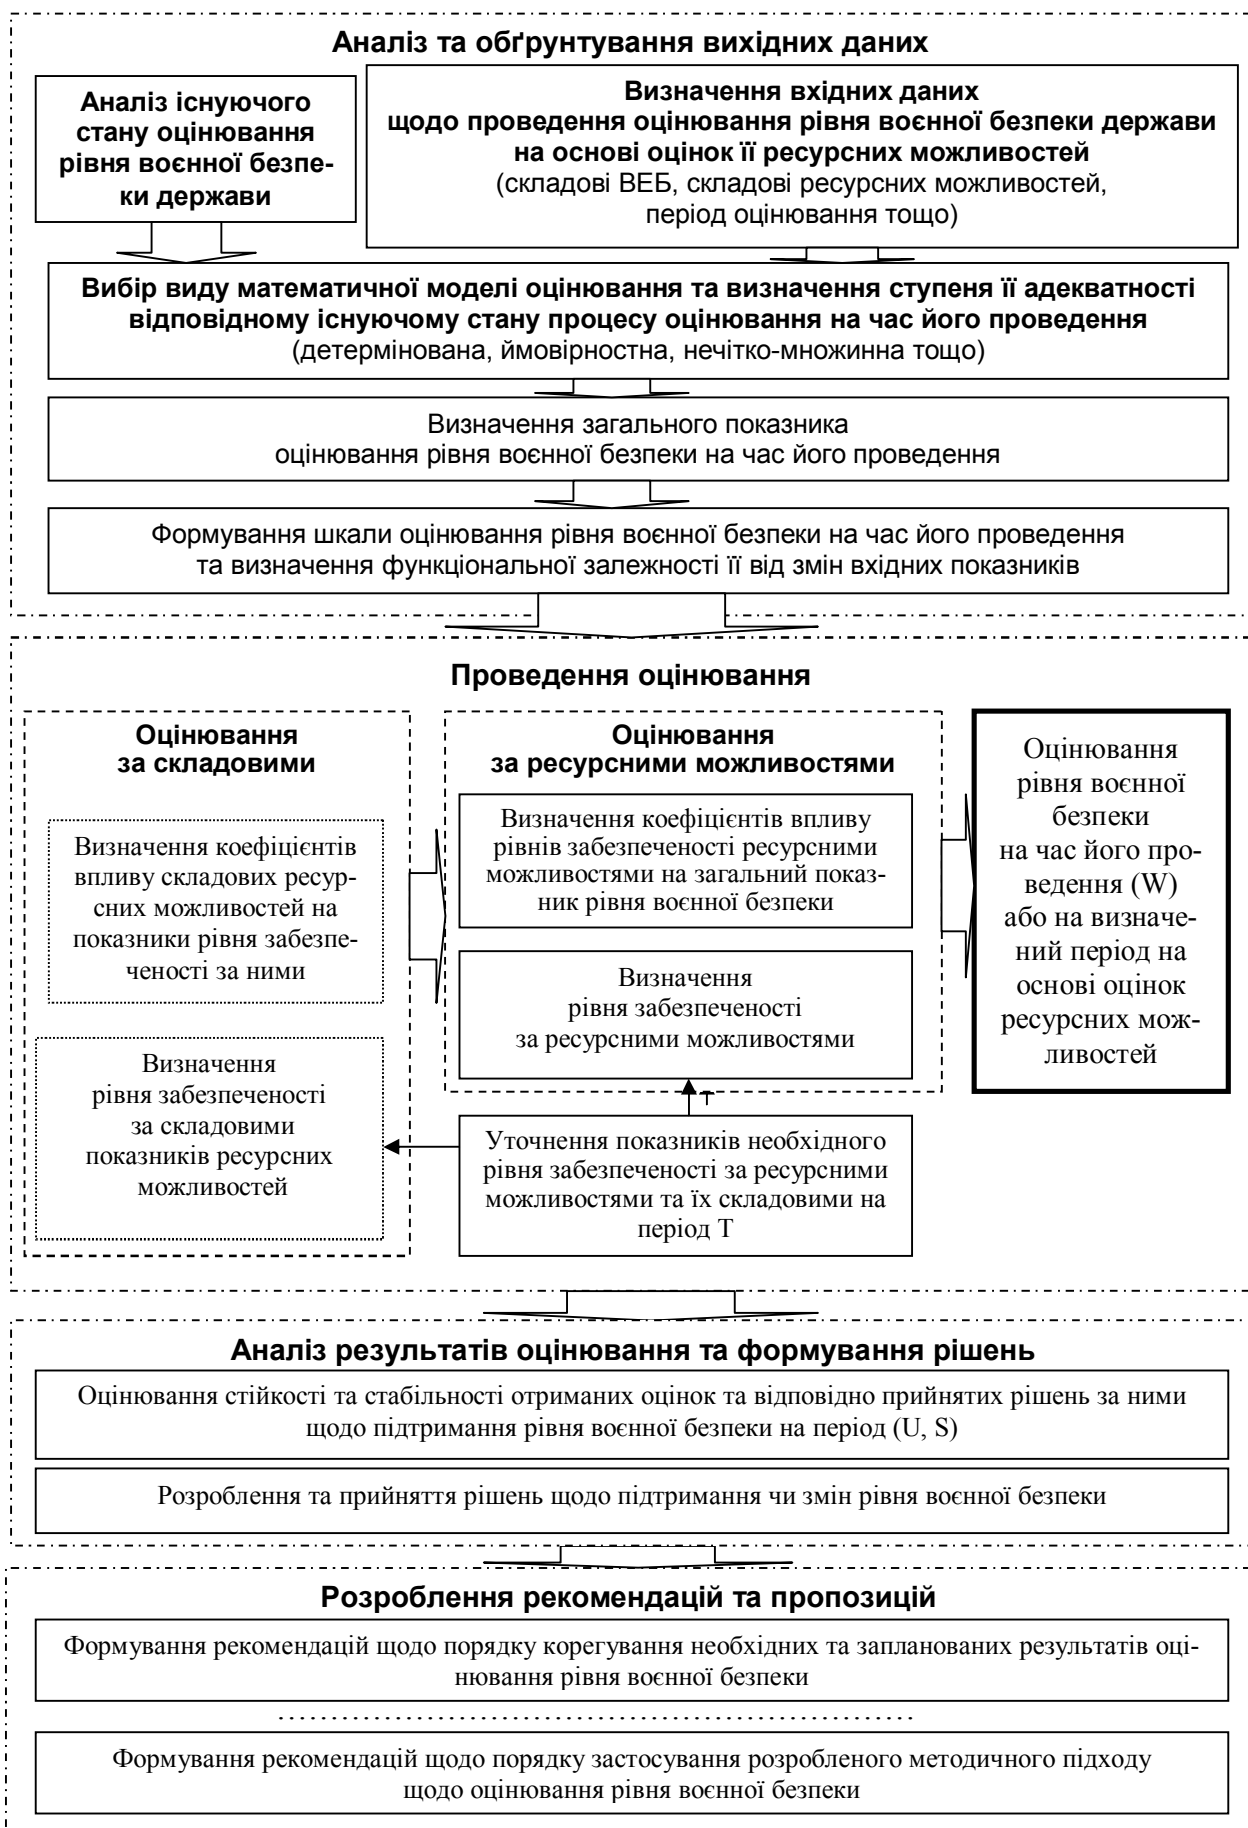 Аналіз та обґрунтування вихідних даних
Аналіз існуючого
стану оцінювання
рівня воєнної безпе-
ки держави
Визначення вхідних даних
щодо проведення оцінювання рівня воєнної безпеки держави
на основі оцінок її ресурсних можливостей
(складові ВЕБ, складові ресурсних можливостей,
період оцінювання тощо)
Вибір виду математичної моделі оцінювання та визначення ступеня її адекватності
відповідному існуючому стану процесу оцінювання на час його проведення
(детермінована, ймовірностна, нечітко-множинна тощо)
Визначення загального показника
оцінювання рівня воєнної безпеки на час його проведення
Формування шкали оцінювання рівня воєнної безпеки на час його проведення
та визначення функціональної залежності її від змін вхідних показників
Проведення оцінювання
Оцінювання
за складовими
Визначення коефіцієнтів
впливу складових ресур-
сних можливостей на
показники рівня забезпе-
ченості за ними
Визначення
рівня забезпеченості
за складовими
показників ресурсних
можливостей
Оцінювання
за ресурсними можливостями
Визначення коефіцієнтів впливу
рівнів забезпеченості ресурсними
можливостями на загальний показ-
ник рівня воєнної безпеки
Визначення
рівня забезпеченості
за ресурсними можливостями
Уточнення показників необхідного
рівня забезпеченості за ресурсними
можливостями та їх складовими на
період Т
Оцінювання
рівня воєнної
безпеки
на час його про-
ведення (W)
або на визначе-
ний період на
основі оцінок
ресурсних мож-
ливостей
Аналіз результатів оцінювання та формування рішень
Оцінювання стійкості та стабільності отриманих оцінок та відповідно прийнятих рішень за ними
щодо підтримання рівня воєнної безпеки на період (U, S)
Розроблення та прийняття рішень щодо підтримання чи змін рівня воєнної безпеки
Розроблення рекомендацій та пропозицій
Формування рекомендацій щодо порядку корегування необхідних та запланованих результатів оці-
нювання рівня воєнної безпеки
Формування рекомендацій щодо порядку застосування розробленого методичного підходу
щодо оцінювання рівня воєнної безпеки